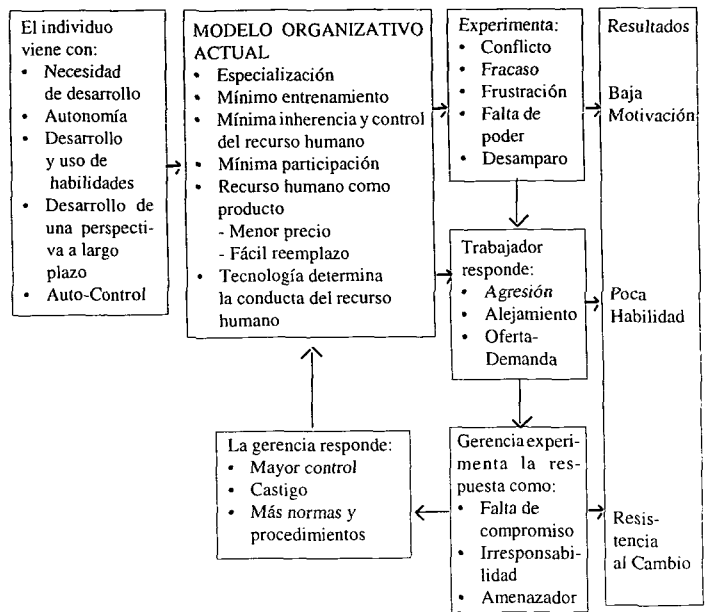 El individuo
viene con:
• Necesidad
de desarrollo
• Autonomía
• Desarrollo
y uso de
habilidades
• Desarrollo de
una perspecti-
va a largo
plazo
• Auto-Control
MODELO ORGANIZATIVO
ACTUAL
• Especialización
• Mínimo entrenamiento
• Mínima inherencia y control
del recurso humano
• Mínima participación
• Recurso humano como
producto
- Menor precio
- Fácil reemplazo
• Tecnología determina
la conducta del recurso
humano
Experimenta:
• Conflicto
• Fracaso
• Frustración
• Falta de
poder
• Desamparo
Trabajador
responde:
• Agresión
• Alejamiento
• Oferta-
Demanda
Gerencia experi-
menta la res-
puesta como:
• Falta de
compromiso
• Irresponsabi-
lidad
• Amenazador
La gerencia responde:
• Mayor control
• Castigo
• Más normas y
procedimientos
Resultados
Baja
Motivación
Poca
Habilidad
Resis-
tencia
al Cambio